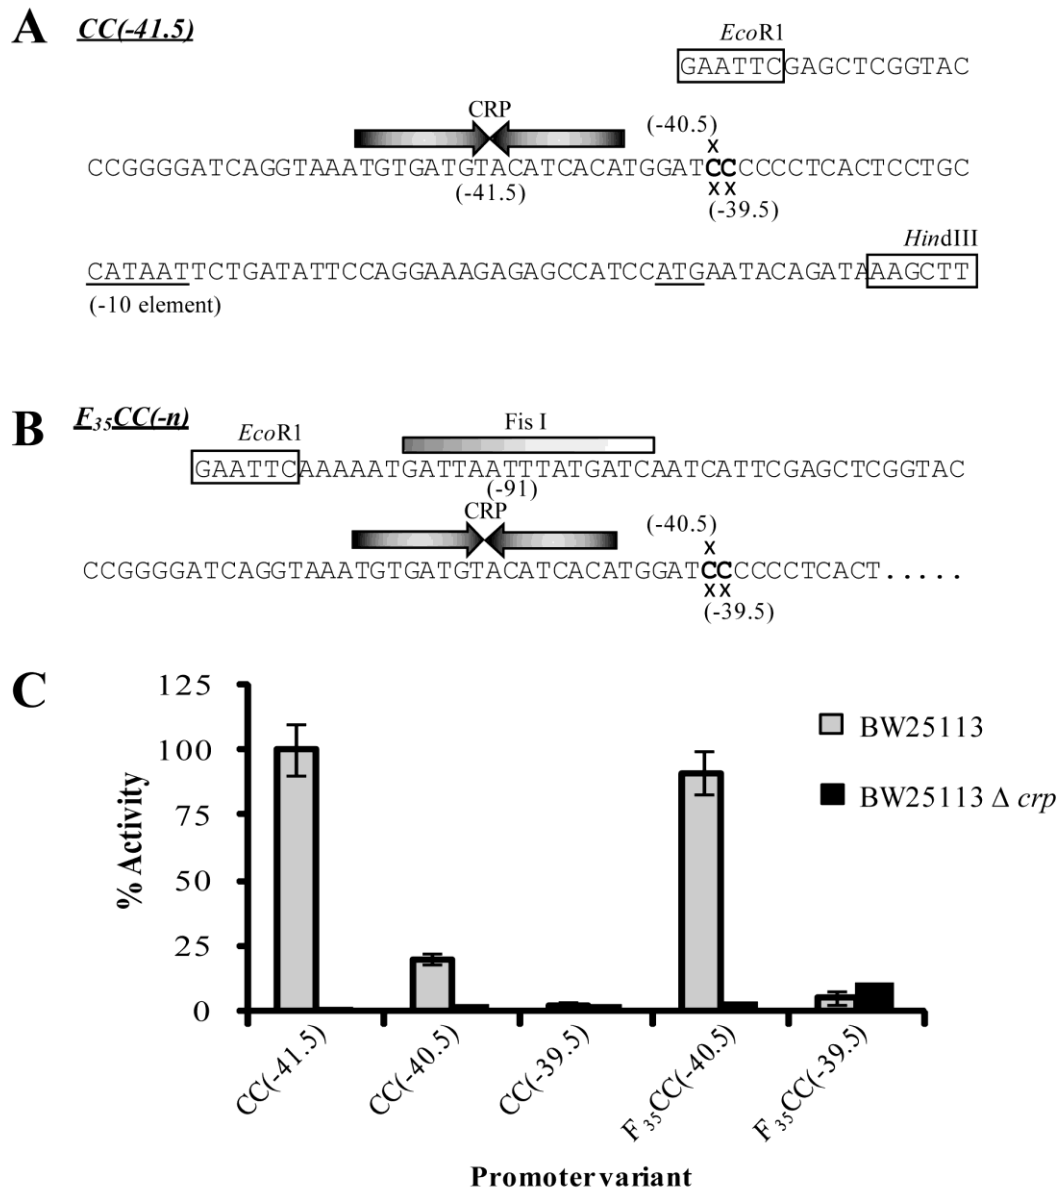 A CC(-41.5)
EcoR1
GAATTCGAGCTCGGTAC
CRP
(-40.5)
x
CCGGGGATCAGGTAAATGTGATGTACATCACATGGATCCCCCCTCACTCCTGC
x x
(-41.5)
(-39.5)
HindIII
CATAATTCTGATATTCCAGGAAAGAGAGCCATCCATGAATACAGATAAAGCTT
(-10 element)
B F35CC(-n)
EcoR1
Fis I
GAATTCAAAAATGATTAATTTATGATCAATCATTCGAGCTCGGTAC
(-91)
CRP
(-40.5)
x
CCGGGGATCAGGTAAATGTGATGTACATCACATGGATCCCCCCTCACT.....
x x
(-39.5)
C
% Activity
125
100
75
50
25
0
BW25113
BW25113 Δ crp
CC(-41.5)
CC(-40.5)
CC(-39.5)
F35CC(-40.5)
F35CC(-39.5)
Promoter variant